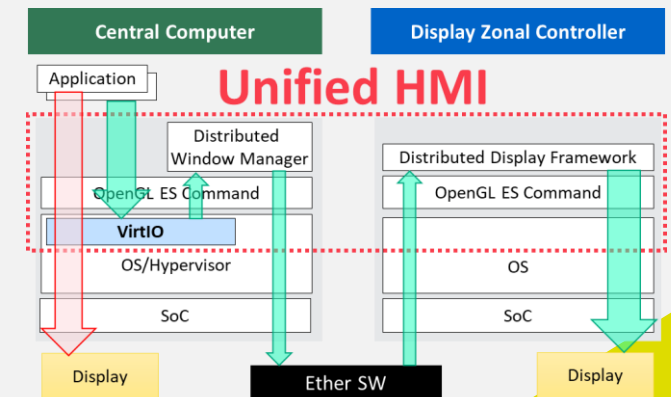 Central Computer
Display Zonal Controller
Application
Unified HMI
Distributed
Window Manager
Distributed Display Framework
OpenGL ES Command
OpenGL ES Command
VirtIO
OS/Hypervisor
OS
SoC
SoC
Display
Ether SW
Display